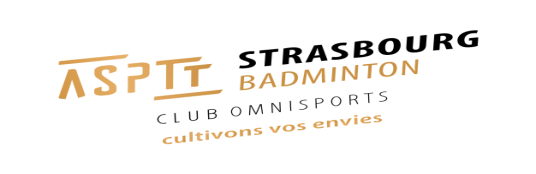 ASPTT
STRASBOURG
BADMINTON
CLUB OMNISPORTS
cultivons vos envies